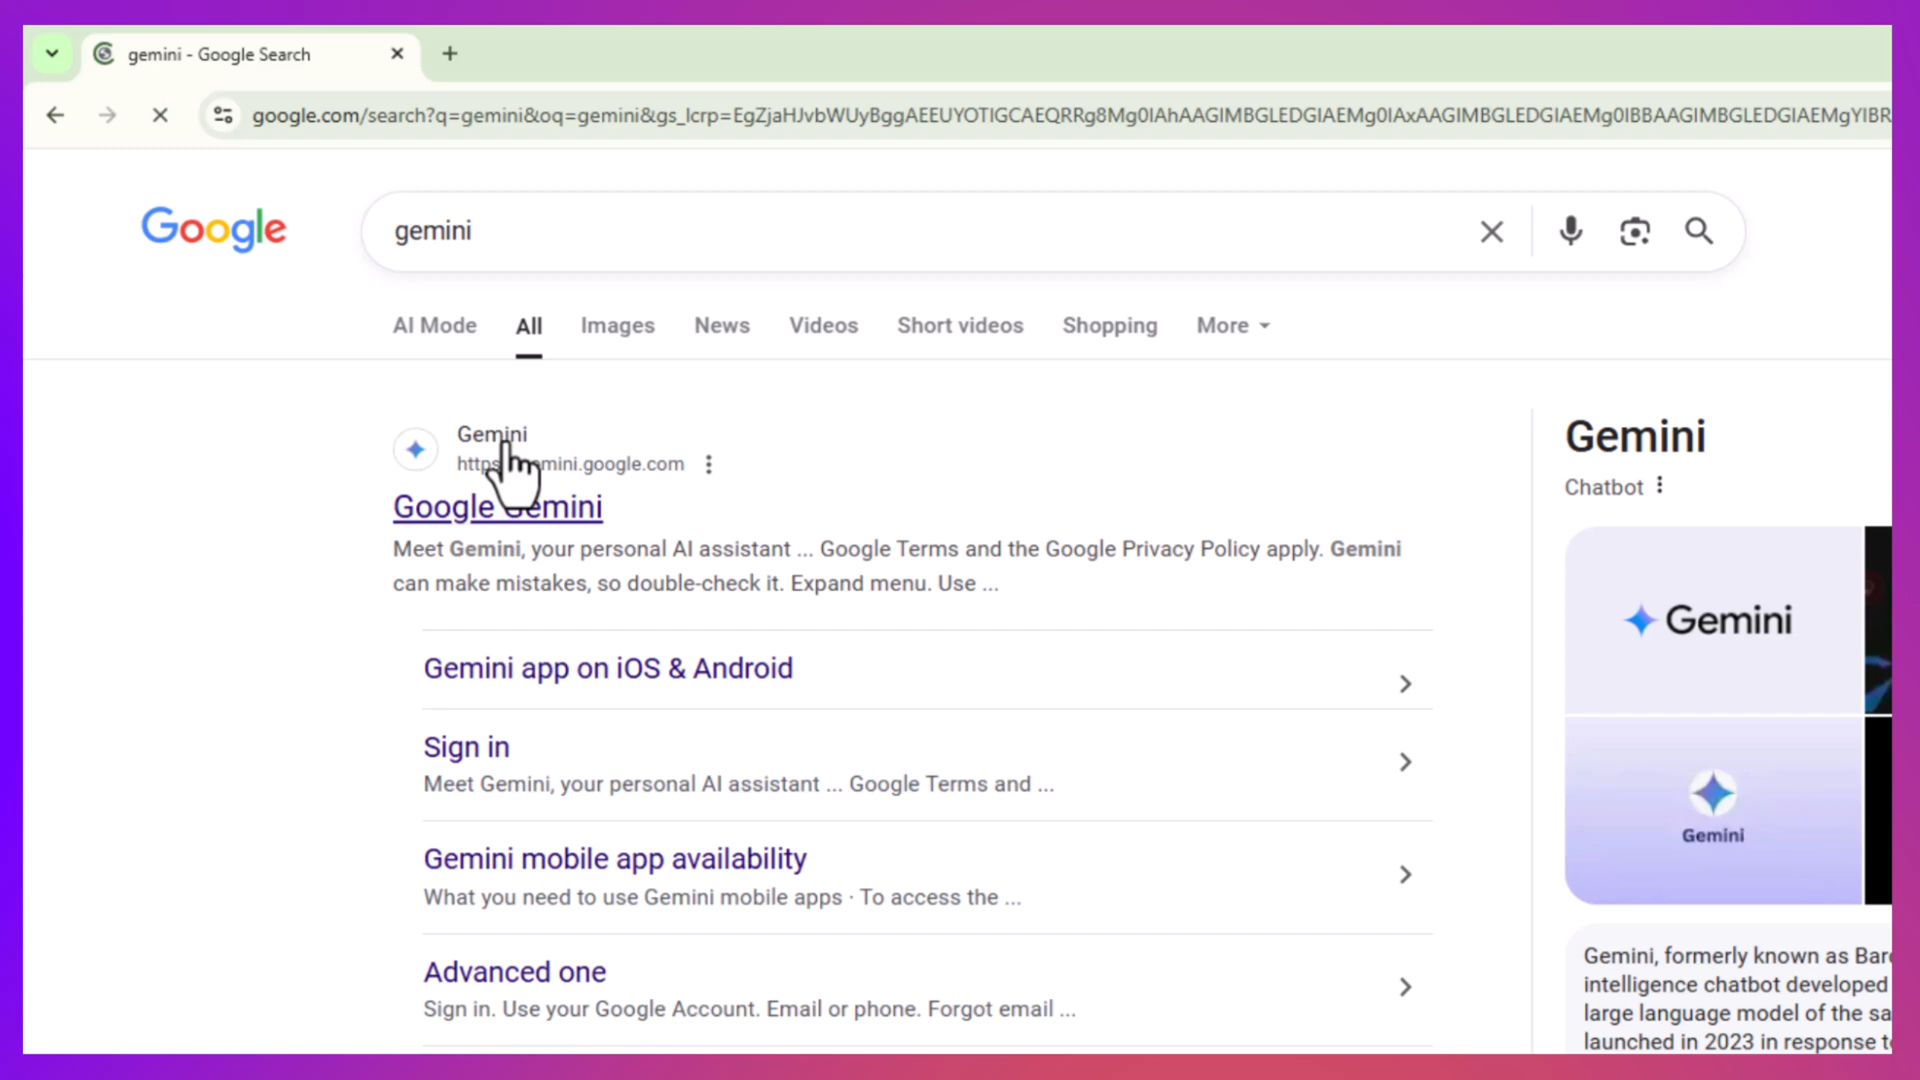 gemini - Google Search
google.com/search?q=gemini&oq=gemini&gs_lcrp=EgZjaHJvbWUyBggAEEUYOTIGCAEQRRg8Mg0IAhAAGIMBGLEDGIAEMg0IAxAAGIMBGLEDGIAEMg0IBBAAGIMBGLEDGIAEMgYIBR
Google
gemini
AI Mode All Images News Videos Short videos Shopping More
Gemini
gemini.google.com
Google Gemini
Meet Gemini, your personal AI assistant ... Google Terms and the Google Privacy Policy apply. Gemini
can make mistakes, so double-check it. Expand menu. Use ...
Gemini app on iOS & Android
Sign in
Meet Gemini, your personal AI assistant ... Google Terms and ...
Gemini mobile app availability
What you need to use Gemini mobile apps · To access the ...
Advanced one
Sign in. Use your Google Account. Email or phone. Forgot email ...
Gemini
Chatbot
Gemini
Gemini
Gemini, formerly known as Bar
intelligence chatbot developed
large language model of the sa
launched in 2023 in response t